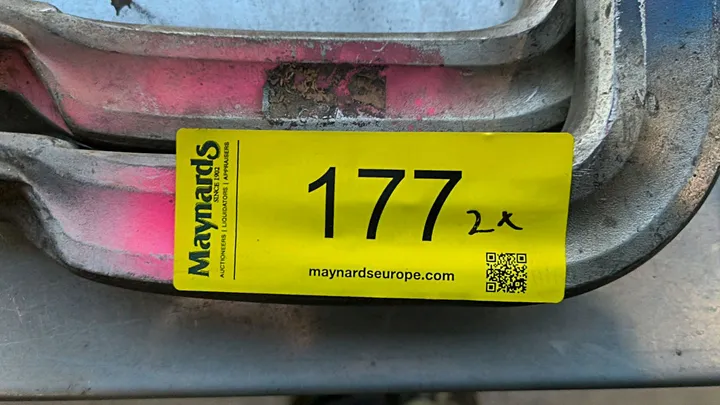 Maynards
SINCE 1902
AUCTIONEERS | LIQUIDATORS | APPRAISERS
177 2x
maynardseurope.com